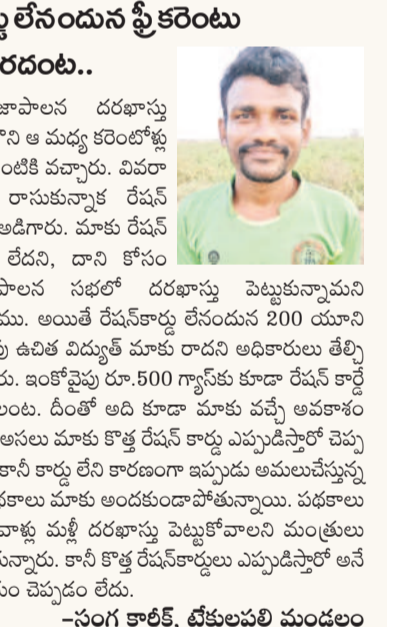 లేనందున ఫ్రీ కరెంటు
రదంట..
జాపాలన దరఖాస్తు
ని ఆ మధ్య కరెంటోళ్లు
ంటికి వచ్చారు. వివరా
రాసుకున్నాక రేషన్
అడిగారు. మాకు రేషన్
లేదని, దాని కోసం
పాలన సభలో దరఖాస్తు పెట్టుకున్నామని
ము. అయితే రేషన్‌కార్డు లేనందున 200 యూని
ఉచిత విద్యుత్ మాకు రాదని అధికారులు తేల్చి
రు. ఇంకోవైపు రూ.500 గ్యాస్‌కు కూడా రేషన్ కార్డే
లంట. దీంతో అది కూడా మాకు వచ్చే అవకాశం
అసలు మాకు కొత్త రేషన్ కార్డు ఎప్పుడిస్తారో చెప్ప
కానీ కార్డు లేని కారణంగా ఇప్పుడు అమలుచేస్తున్న
థకాలు మాకు అందకుండాపోతున్నాయి. పథకాలు
వాళ్లు మళ్లీ దరఖాస్తు పెట్టుకోవాలని మంత్రులు
తున్నారు. కానీ కొత్త రేషన్‌కార్డులు ఎప్పుడిస్తారో అనే
యం చెప్పడం లేదు.
–సంగ కార్తీక్, టేకులపల్లి మండలం